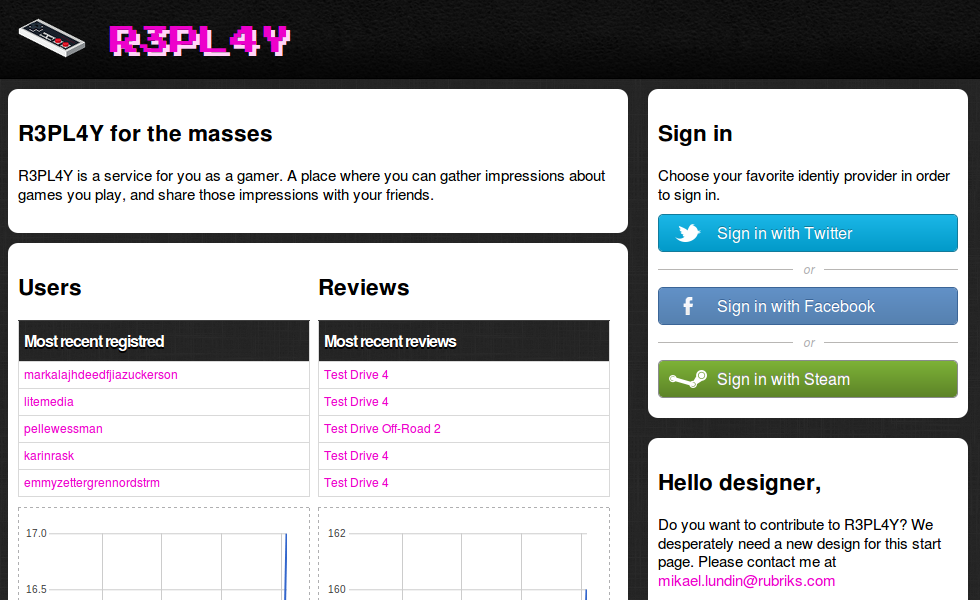 R3PL4Y
R3PL4Y for the masses
R3PL4Y is a service for you as a gamer. A place where you can gather impressions about
games you play, and share those impressions with your friends.
Users
Most recent registred
markalajhdeedfjiazuckerson
litemedia
pellewessman
karinrask
emmyzettergrennordstrm
17.0
16.5
Reviews
Most recent reviews
Test Drive 4
Test Drive 4
Test Drive Off-Road 2
Test Drive 4
Test Drive 4
162
160
Sign in
Choose your favorite identiy provider in order
to sign in.
Sign in with Twitter
or
Sign in with Facebook
or
Sign in with Steam
Hello designer,
Do you want to contribute to R3PL4Y? We
desperately need a new design for this start
page. Please contact me at
mikael.lundin@rubriks.com